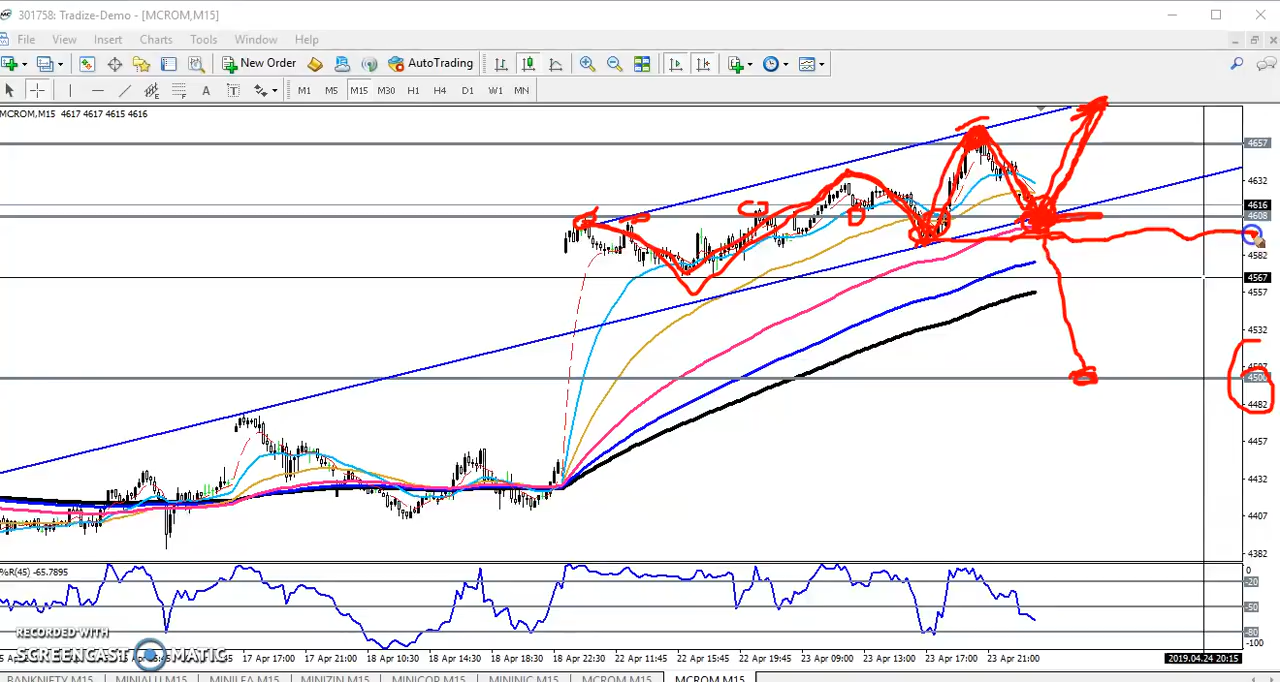 301758: Tradize-Demo - [MCROM,M15]
File View Insert Charts Tools Window Help
New Order AutoTrading
A T M1 M5 M15 M30 H1 H4 D1 W1 MN
MCROM,M15 4617 4617 4615 4616
4657
4632
4616
4608
4582
4567
4557
4532
4482
4457
4432
4407
4382
%R(45) -65.7895
0
-20
-50
-80
-100
RECORDED WITH
SCREENCAST MATIC
17 Apr 17:00 17 Apr 21:00 18 Apr 10:30 18 Apr 14:30 18 Apr 18:30 18 Apr 22:30 22 Apr 11:45 22 Apr 15:45 22 Apr 19:45 23 Apr 09:00 23 Apr 13:00 23 Apr 17:00 23 Apr 21:00 2019.04.24 20:15
BANKNIFTY,M15 MINIALU,M15 MINILEA,M15 MINIZIN,M15 MINICOP,M15 MININIC,M15 MCROM,M15 MCROM,M15